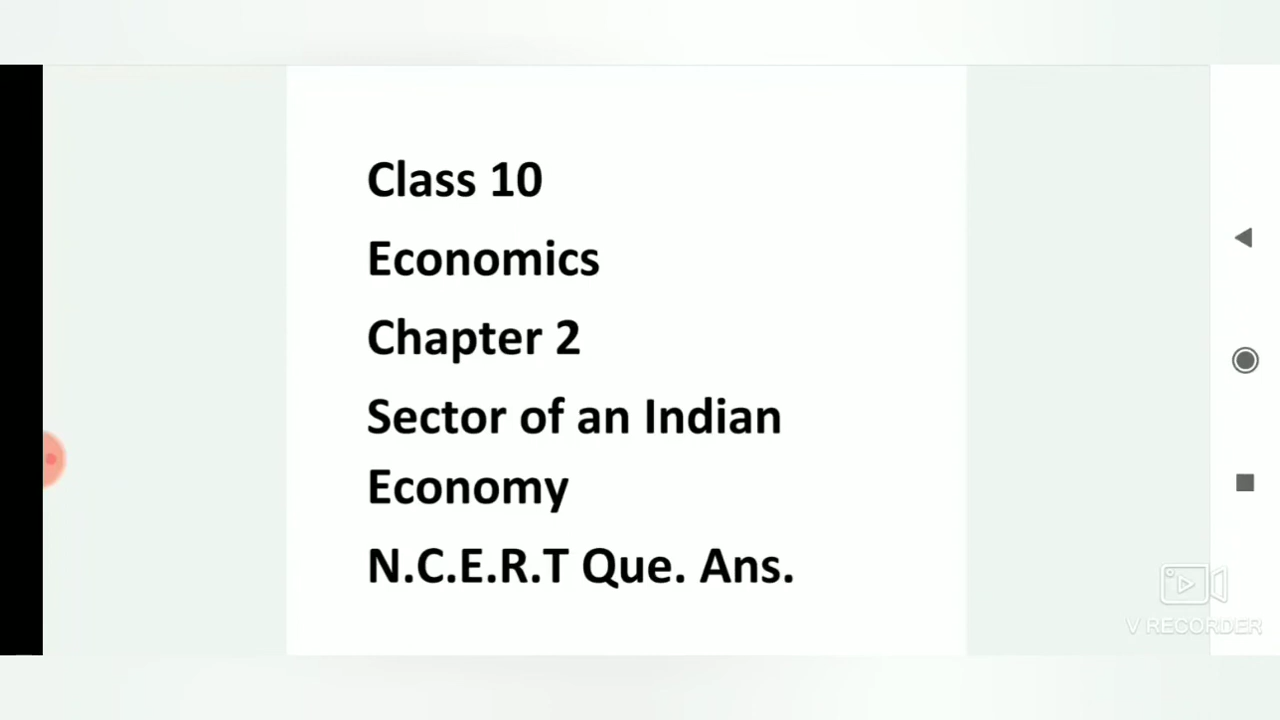 Class 10
Economics
Chapter 2
Sector of an Indian
Economy
N.C.E.R.T Que. Ans.
V RECORDER